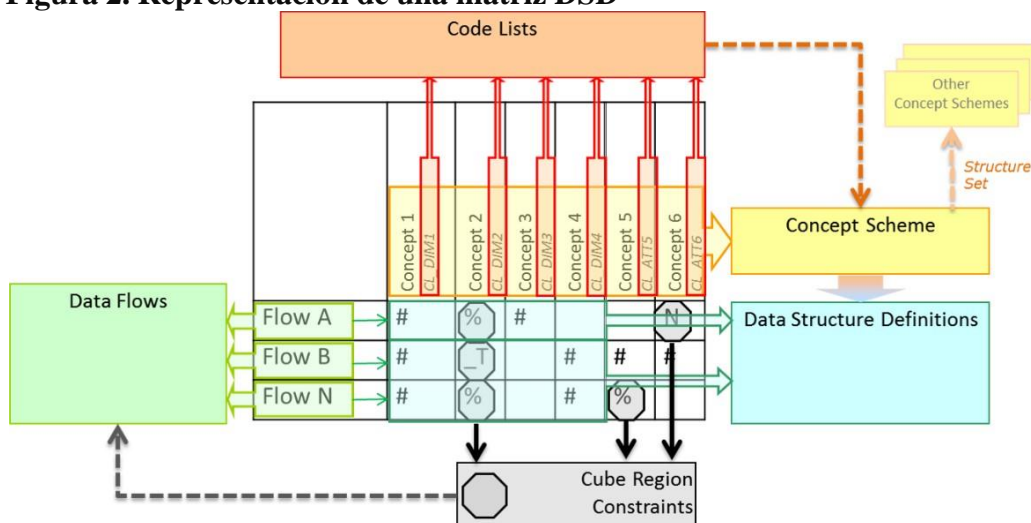 Figura 2. Representación de una matriz DSD
Code Lists
Other
Concept Schemes
Structure
Set
Concept 1
CL_DIM1
Concept 2
CL_DIM2
Concept 3
CL_DIM3
Concept 4
CL_DIM4
Concept 5
CL_ATT5
Concept 6
CL_ATT6
Concept Scheme
Data Flows
Flow A
# % # N
Data Structure Definitions
Flow B
# _T # # #
Flow N
# % # %
Cube Region
Constraints